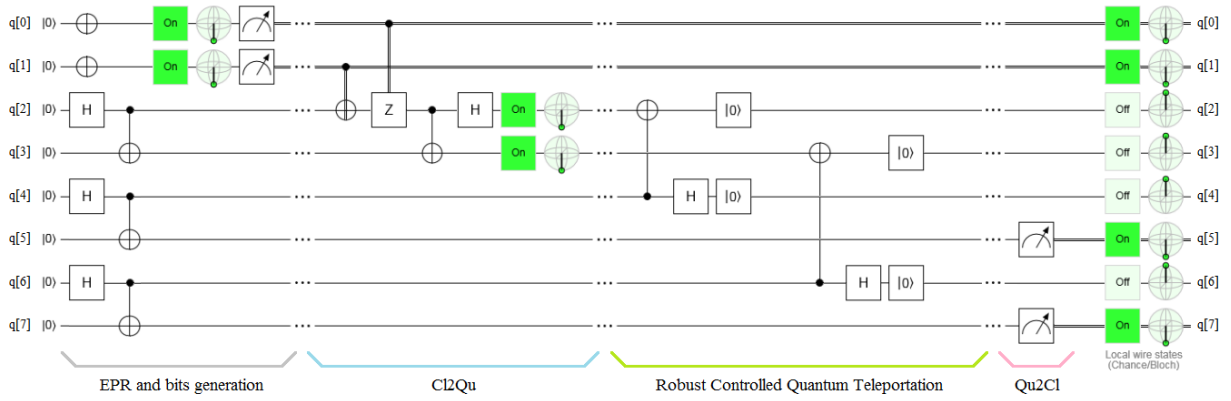 q[0] |0⟩ On ... ... ... ... On q[0]
q[1] |0⟩ On ... ... ... ... On q[1]
q[2] |0⟩ H ... Z H On ... |0⟩ ... Off q[2]
q[3] |0⟩ ... On ... |0⟩ ... Off q[3]
q[4] |0⟩ H ... ... H |0⟩ ... Off q[4]
q[5] |0⟩ ... ... ... On q[5]
q[6] |0⟩ H ... ... H |0⟩ ... Off q[6]
q[7] |0⟩ ... ... ... On q[7]
Local wire states
(Chance/Bloch)
EPR and bits generation Cl2Qu Robust Controlled Quantum Teleportation Qu2Cl